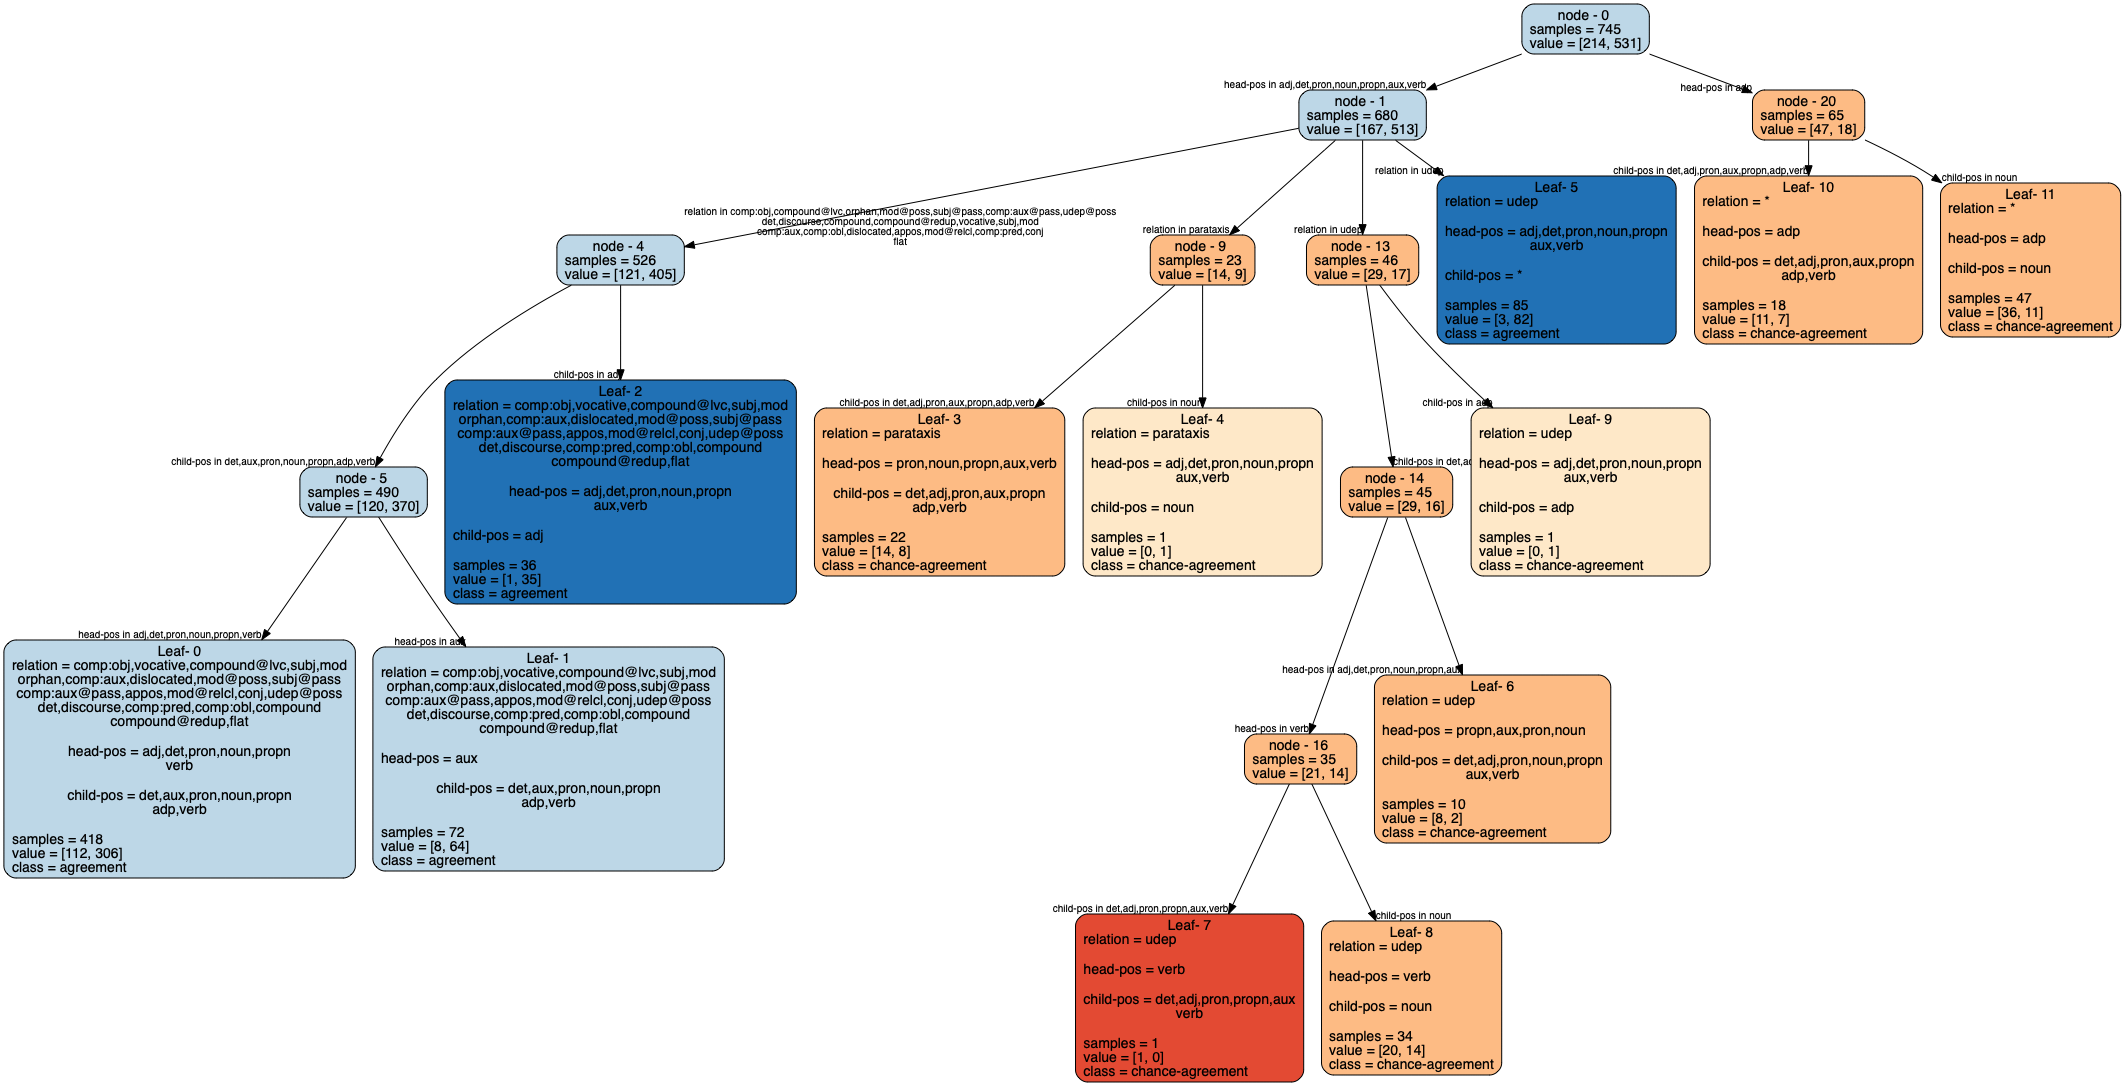 node - 0
samples = 745
value = [214, 531]
head-pos in adj,det,pron,noun,propn,aux,verb
node - 1
samples = 680
value = [167, 513]
head-pos in adp
node - 20
samples = 65
value = [47, 18]
relation in comp:obj,compound@lvc,orphan,mod@poss,subj@pass,comp:aux@pass,udep@poss
det,discourse,compound,compound@redup,vocative,subj,mod
comp:aux,comp:obl,dislocated,appos,mod@relcl,comp:pred,conj
flat
node - 4
samples = 526
value = [121, 405]
relation in parataxis
node - 9
samples = 23
value = [14, 9]
relation in udep
node - 13
samples = 46
value = [29, 17]
relation in udep
Leaf- 5
relation = udep
head-pos = adj,det,pron,noun,propn
aux,verb
child-pos = *
samples = 85
value = [3, 82]
class = agreement
child-pos in det,adj,pron,aux,propn,adp,verb
Leaf- 10
relation = *
head-pos = adp
child-pos = det,adj,pron,aux,propn
adp,verb
samples = 18
value = [11, 7]
class = chance-agreement
child-pos in noun
Leaf- 11
relation = *
head-pos = adp
child-pos = noun
samples = 47
value = [36, 11]
class = chance-agreement
child-pos in det,aux,pron,noun,propn,adp,verb
node - 5
samples = 490
value = [120, 370]
child-pos in adj
Leaf- 2
relation = comp:obj,vocative,compound@lvc,subj,mod
orphan,comp:aux,dislocated,mod@poss,subj@pass
comp:aux@pass,appos,mod@relcl,conj,udep@poss
det,discourse,comp:pred,comp:obl,compound
compound@redup,flat
head-pos = adj,det,pron,noun,propn
aux,verb
child-pos = adj
samples = 36
value = [1, 35]
class = agreement
child-pos in det,adj,pron,aux,propn,adp,verb
Leaf- 3
relation = parataxis
head-pos = pron,noun,propn,aux,verb
child-pos = det,adj,pron,aux,propn
adp,verb
samples = 22
value = [14, 8]
class = chance-agreement
child-pos in noun
Leaf- 4
relation = parataxis
head-pos = adj,det,pron,noun,propn
aux,verb
child-pos = noun
samples = 1
value = [0, 1]
class = chance-agreement
child-pos in det,
node - 14
samples = 45
value = [29, 16]
child-pos in adp
Leaf- 9
relation = udep
head-pos = adj,det,pron,noun,propn
aux,verb
child-pos = adp
samples = 1
value = [0, 1]
class = chance-agreement
head-pos in adj,det,pron,noun,propn,verb
Leaf- 0
relation = comp:obj,vocative,compound@lvc,subj,mod
orphan,comp:aux,dislocated,mod@poss,subj@pass
comp:aux@pass,appos,mod@relcl,conj,udep@poss
det,discourse,comp:pred,comp:obl,compound
compound@redup,flat
head-pos = adj,det,pron,noun,propn
verb
child-pos = det,aux,pron,noun,propn
adp,verb
samples = 418
value = [112, 306]
class = agreement
head-pos in aux
Leaf- 1
relation = comp:obj,vocative,compound@lvc,subj,mod
orphan,comp:aux,dislocated,mod@poss,subj@pass
comp:aux@pass,appos,mod@relcl,conj,udep@poss
det,discourse,comp:pred,comp:obl,compound
compound@redup,flat
head-pos = aux
child-pos = det,aux,pron,noun,propn
adp,verb
samples = 72
value = [8, 64]
class = agreement
head-pos in verb
node - 16
samples = 35
value = [21, 14]
head-pos in adj,det,pron,noun,propn,aux
Leaf- 6
relation = udep
head-pos = propn,aux,pron,noun
child-pos = det,adj,pron,noun,propn
aux,verb
samples = 10
value = [8, 2]
class = chance-agreement
child-pos in det,adj,pron,propn,aux,verb
Leaf- 7
relation = udep
head-pos = verb
child-pos = det,adj,pron,propn,aux
verb
samples = 1
value = [1, 0]
class = chance-agreement
child-pos in noun
Leaf- 8
relation = udep
head-pos = verb
child-pos = noun
samples = 34
value = [20, 14]
class = chance-agreement